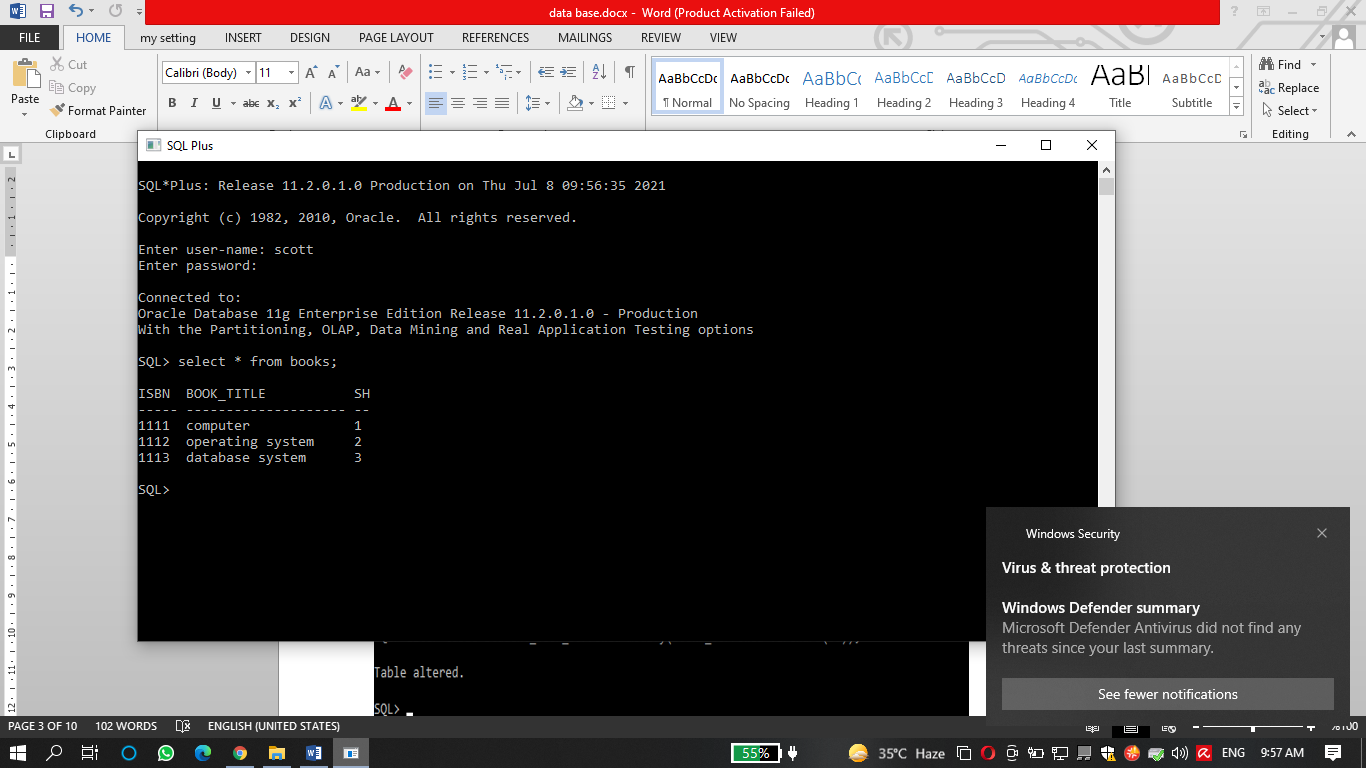 data base.docx - Word (Product Activation Failed)
FILE HOME my setting INSERT DESIGN PAGE LAYOUT REFERENCES MAILINGS REVIEW VIEW
Paste
Cut
Copy
Format Painter
Clipboard
Calibri (Body) 11
B I U abc x₂ x²
AaBbCcDc AaBbCcDc AaBbCc AaBbCcD AaBbCcD AaBbCcDc AaBl AaBbCcD
¶ Normal No Spacing Heading 1 Heading 2 Heading 3 Heading 4 Title Subtitle
Find
Replace
Select
Editing
SQL Plus
SQL*Plus: Release 11.2.0.1.0 Production on Thu Jul 8 09:56:35 2021
Copyright (c) 1982, 2010, Oracle.  All rights reserved.
Enter user-name: scott
Enter password:
Connected to:
Oracle Database 11g Enterprise Edition Release 11.2.0.1.0 - Production
With the Partitioning, OLAP, Data Mining and Real Application Testing options
SQL> select * from books;
ISBN  BOOK_TITLE           SH
----- -------------------- --
1111  computer             1
1112  operating system     2
1113  database system      3
SQL>
Table altered.
SQL> _
Windows Security
Virus & threat protection
Windows Defender summary
Microsoft Defender Antivirus did not find any
threats since your last summary.
See fewer notifications
PAGE 3 OF 10 102 WORDS ENGLISH (UNITED STATES) %100
55% 35°C Haze ENG 9:57 AM